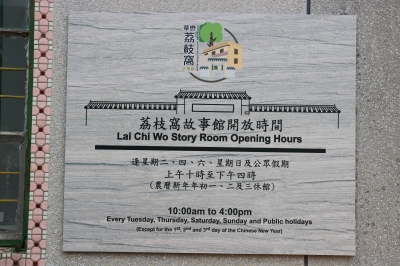 荔枝窩
荔枝窩故事館開放時間
Lai Chi Wo Story Room Opening Hours
逢星期二、四、六、星期日及公眾假期
上午十時至下午四時
(農曆新年年初一、二及三休館)
10:00am to 4:00pm
Every Tuesday, Thursday, Saturday, Sunday and Public holidays
(Except for the 1st, 2nd and 3rd day of the Chinese New Year)